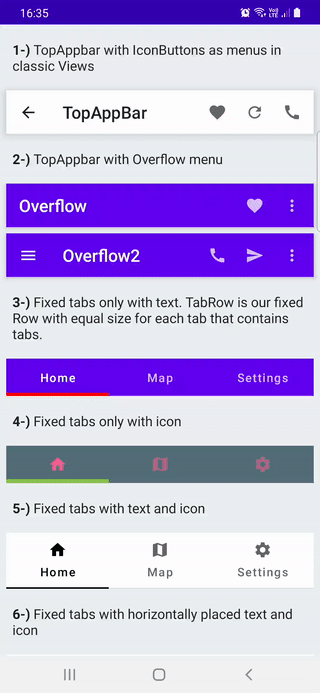 16:35
1-) TopAppbar with IconButtons as menus in
classic Views
TopAppBar
2-) TopAppbar with Overflow menu
Overflow
Overflow2
3-) Fixed tabs only with text. TabRow is our fixed
Row with equal size for each tab that contains
tabs.
Home Map Settings
4-) Fixed tabs only with icon
5-) Fixed tabs with text and icon
Home Map Settings
6-) Fixed tabs with horizontally placed text and
icon